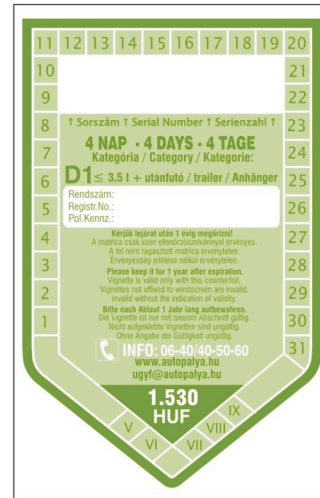 11 12 13 14 15 16 17 18 19 20
10 21
9 22
8 ↑ Sorszám ↑ Serial Number ↑ Serienzahl ↑ 23
7 4 NAP - 4 DAYS - 4 TAGE 24
Kategória / Category / Kategorie:
6 D1 ≤ 3,5 t + utánfutó / trailer / Anhänger 25
Rendszám:
5 Registr.No.: 26
Pol.Kennz.:
4 Kérjük lejárat után 1 évig megőrizni! 27
A matrica csak ezen ellenőrzőszelvénnyel érvényes.
A fel nem ragasztott matrica érvénytelen.
3 Érvényesség jelölése nélkül érvénytelen. 28
Please keep it for 1 year after expiration.
Vignette is valid only with this counterfoil.
2 Vignettes not affixed to windscreen are invalid. 29
Invalid without the indication of validity.
Bitte nach Ablauf 1 Jahr lang aufbewahren.
1 Die Vignette ist nur mit diesem Abschnitt gültig. 30
Nicht aufgeklebte Vignetten sind ungültig.
Ohne Angabe der Gültigkeit ungültig.
INFO: 06-40/40-50-60 31
www.autopalya.hu
ugyf@autopalya.hu
1.530
HUF
V VI VII VIII IX